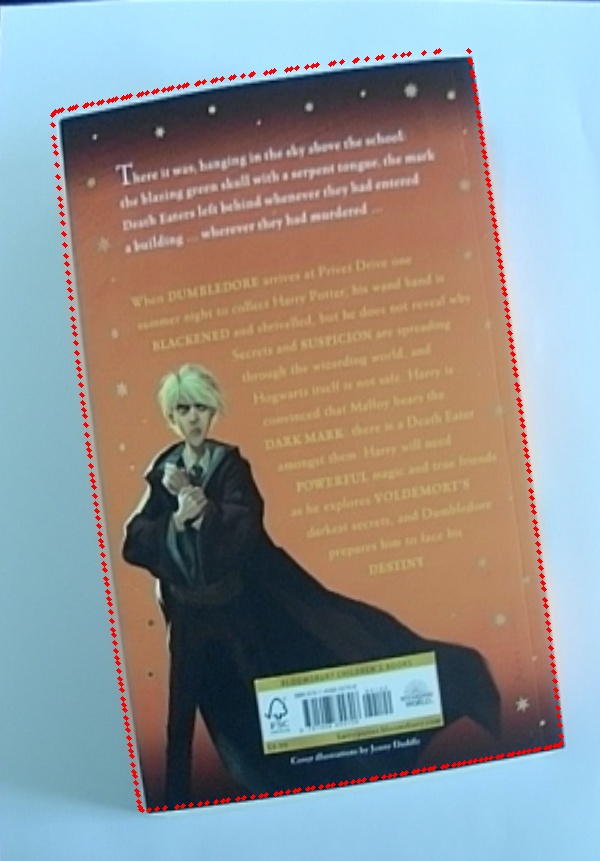 There it was, hanging in the sky above the school:
the blazing green skull with a serpent tongue, the mark
Death Eaters left behind whenever they had entered
a building ... wherever they had murdered ...
When DUMBLEDORE arrives at Privet Drive one
summer night to collect Harry Potter, his wand hand is
BLACKENED and shrivelled, but he does not reveal why
Secrets and SUSPICION are spreading
through the wizarding world, and
Hogwarts itself is not safe. Harry is
convinced that Malfoy bears the
DARK MARK: there is a Death Eater
amongst them. Harry will need
POWERFUL magic and true friends
as he explores VOLDEMORT'S
darkest secrets, and Dumbledore
prepares him to face his
DESTINY
BLOOMSBURY CHILDREN'S BOOKS
FSC
WIZARDING
WORLD
harrypotter.bloomsbury.com
Cover illustrations by Jonny Duddle